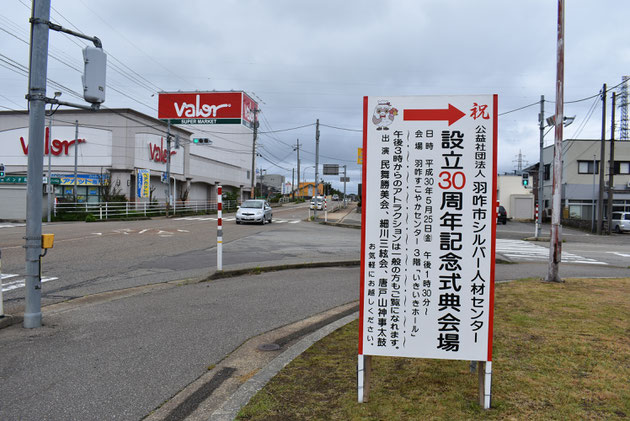 valor
SUPER MARKET
valor
valor
祝
公益社団法人 羽咋市シルバー人材センター
設立30周年記念式典会場
日時 平成30年5月25日㊎ 午後1時30分～
会場 羽咋すこやかセンター3階「いきいきホール」
午後3時からのアトラクションは一般の方もご覧になれます。
出演 民舞勝美会、細川三絃会、唐戸山神事太鼓
お気軽にお越しください。